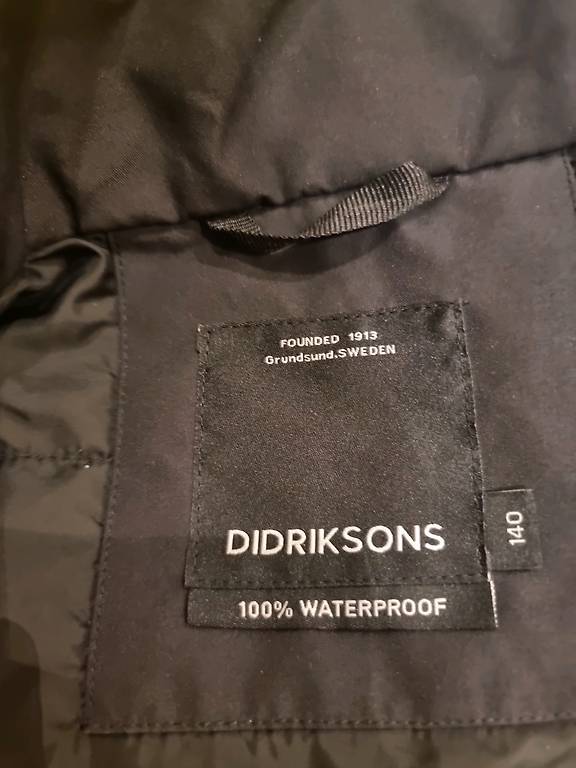 FOUNDED 1913
Grundsund.SWEDEN
DIDRIKSONS
140
100% WATERPROOF